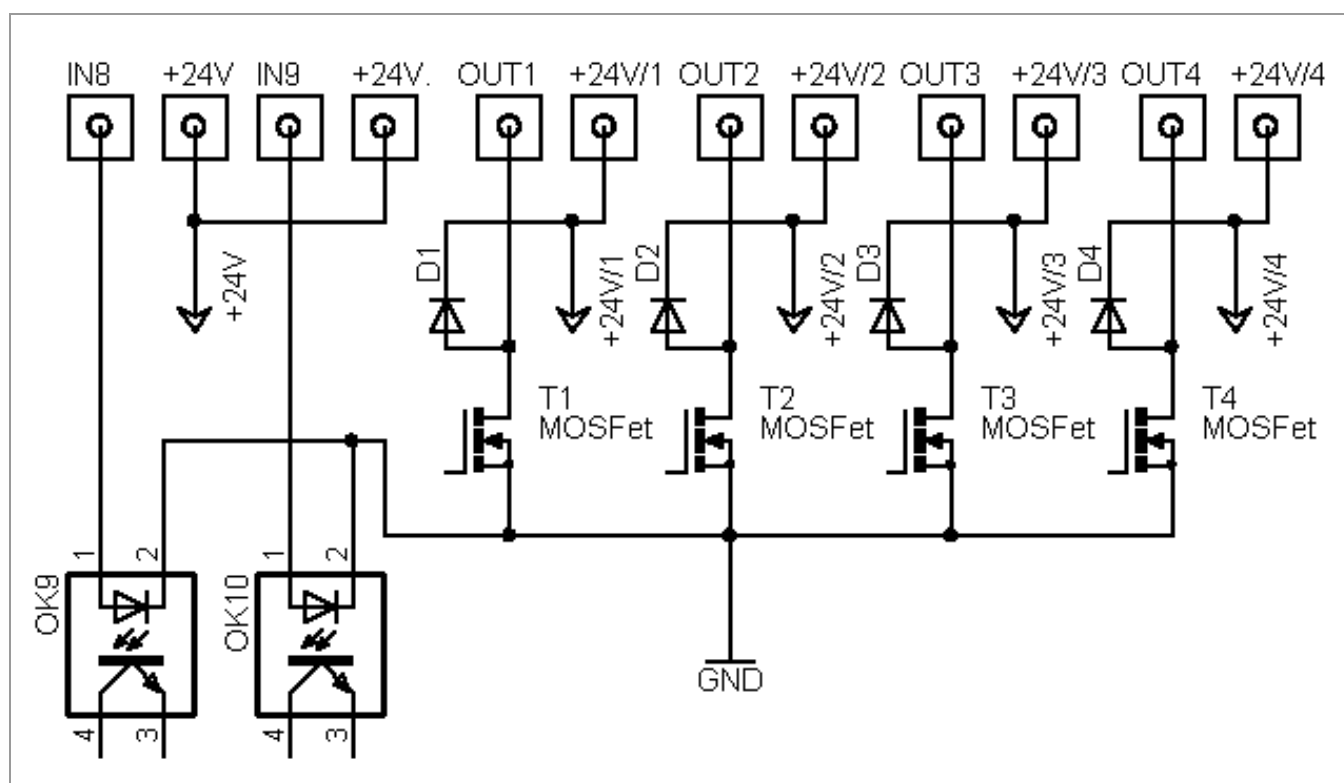 IN8 +24V IN9 +24V. OUT1 +24V/1 OUT2 +24V/2 OUT3 +24V/3 OUT4 +24V/4
+24V D1 +24V/1 D2 +24V/2 D3 +24V/3 D4 +24V/4
T1 T2 T3 T4
MOSFet MOSFet MOSFet MOSFet
1 2 1 2
OK9 OK10
GND
4 3 4 3